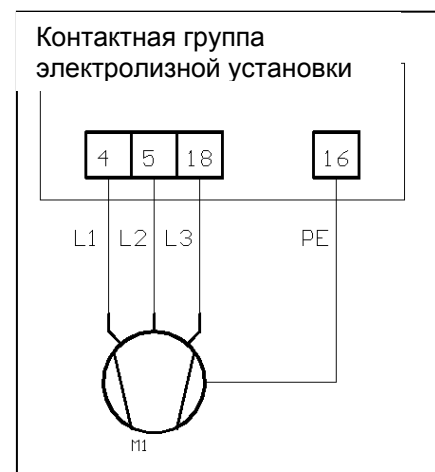 Контактная группа
электролизной установки
4 5 18 16
L1 L2 L3 PE
M1